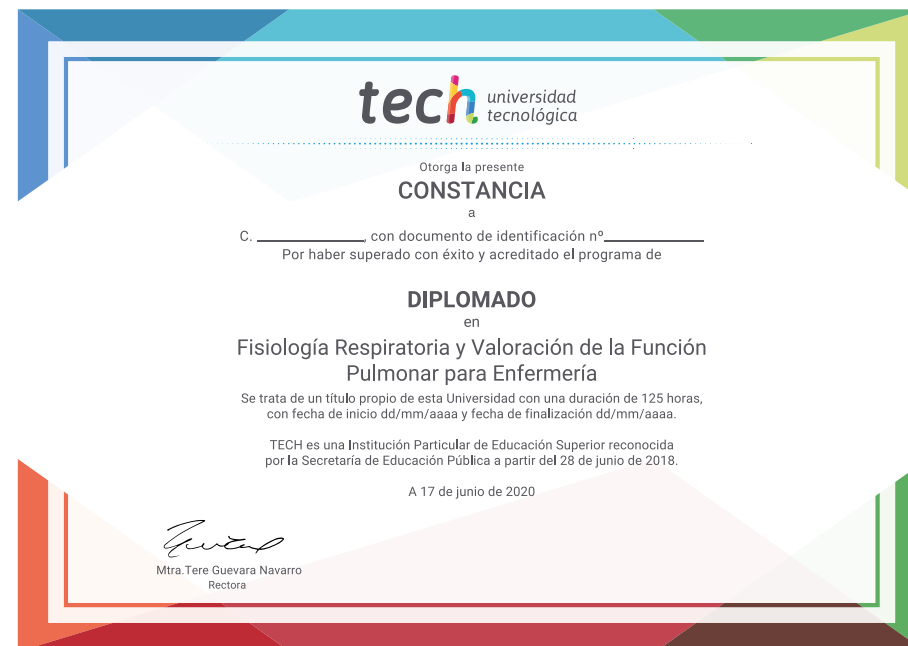 tech universidad
tecnológica
Otorga la presente
CONSTANCIA
a
C. ____________, con documento de identificación nº____________
Por haber superado con éxito y acreditado el programa de
DIPLOMADO
en
Fisiología Respiratoria y Valoración de la Función
Pulmonar para Enfermería
Se trata de un título propio de esta Universidad con una duración de 125 horas,
con fecha de inicio dd/mm/aaaa y fecha de finalización dd/mm/aaaa.
TECH es una Institución Particular de Educación Superior reconocida
por la Secretaría de Educación Pública a partir del 28 de junio de 2018.
A 17 de junio de 2020
Mtra.Tere Guevara Navarro
Rectora